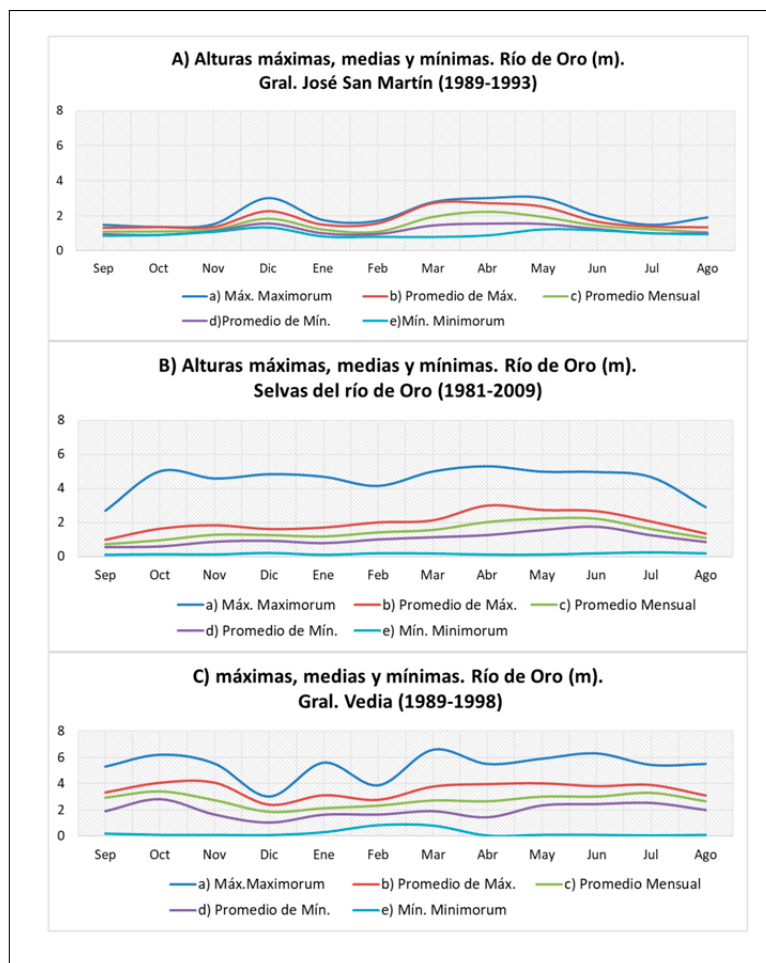 A) Alturas máximas, medias y mínimas. Río de Oro (m).
Gral. José San Martín (1989-1993)
8
6
4
2
0
Sep Oct Nov Dic Ene Feb Mar Abr May Jun Jul Ago
a) Máx. Maximorum b) Promedio de Máx. c) Promedio Mensual
d)Promedio de Mín. e)Mín. Minimorum
B) Alturas máximas, medias y mínimas. Río de Oro (m).
Selvas del río de Oro (1981-2009)
8
6
4
2
0
Sep Oct Nov Dic Ene Feb Mar Abr May Jun Jul Ago
a) Máx. Maximorum b) Promedio de Máx. c) Promedio Mensual
d) Promedio de Mín. e) Mín. Minimorum
C) máximas, medias y mínimas. Río de Oro (m).
Gral. Vedia (1989-1998)
8
6
4
2
0
Sep Oct Nov Dic Ene Feb Mar Abr May Jun Jul Ago
a) Máx.Maximorum b) Promedio de Máx. c) Promedio Mensual
d) Promedio de Mín. e) Mín. Minimorum